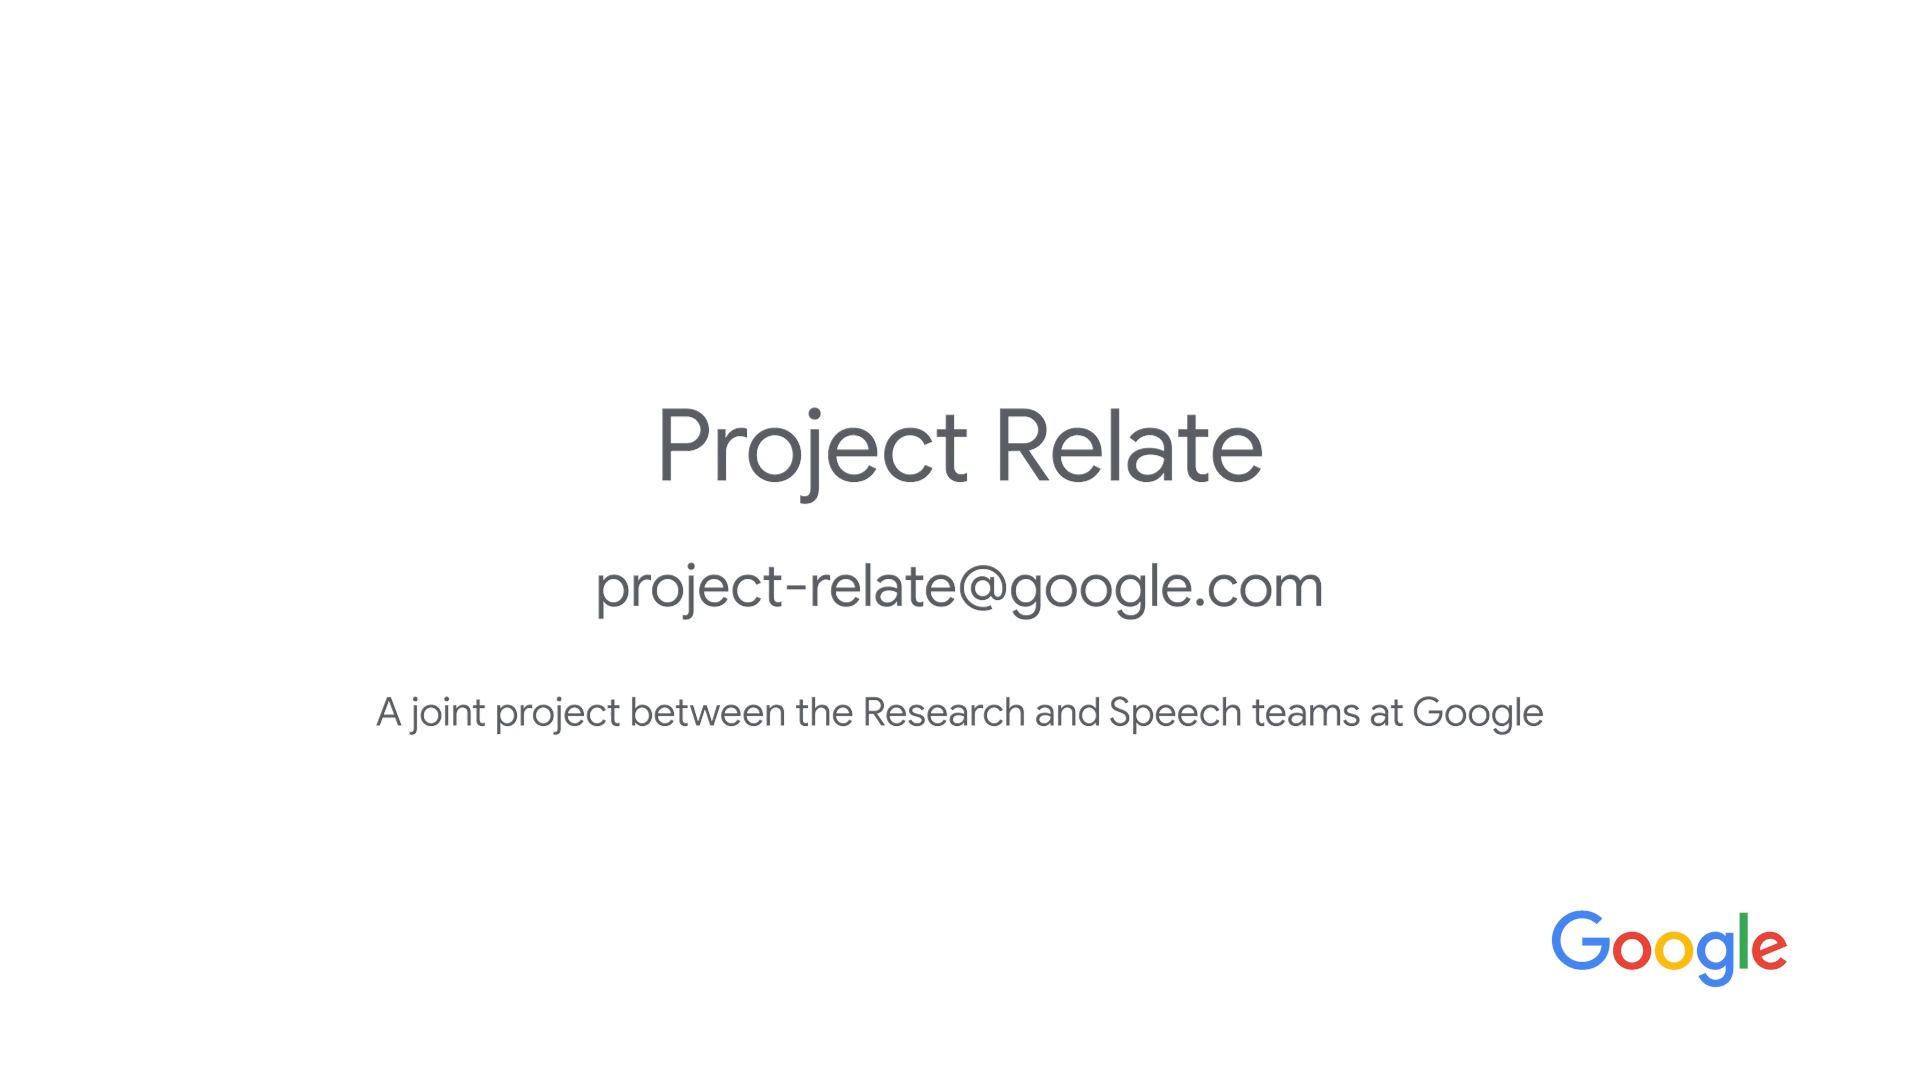 Project Relate
project-relate@google.com
A joint project between the Research and Speech teams at Google
Google